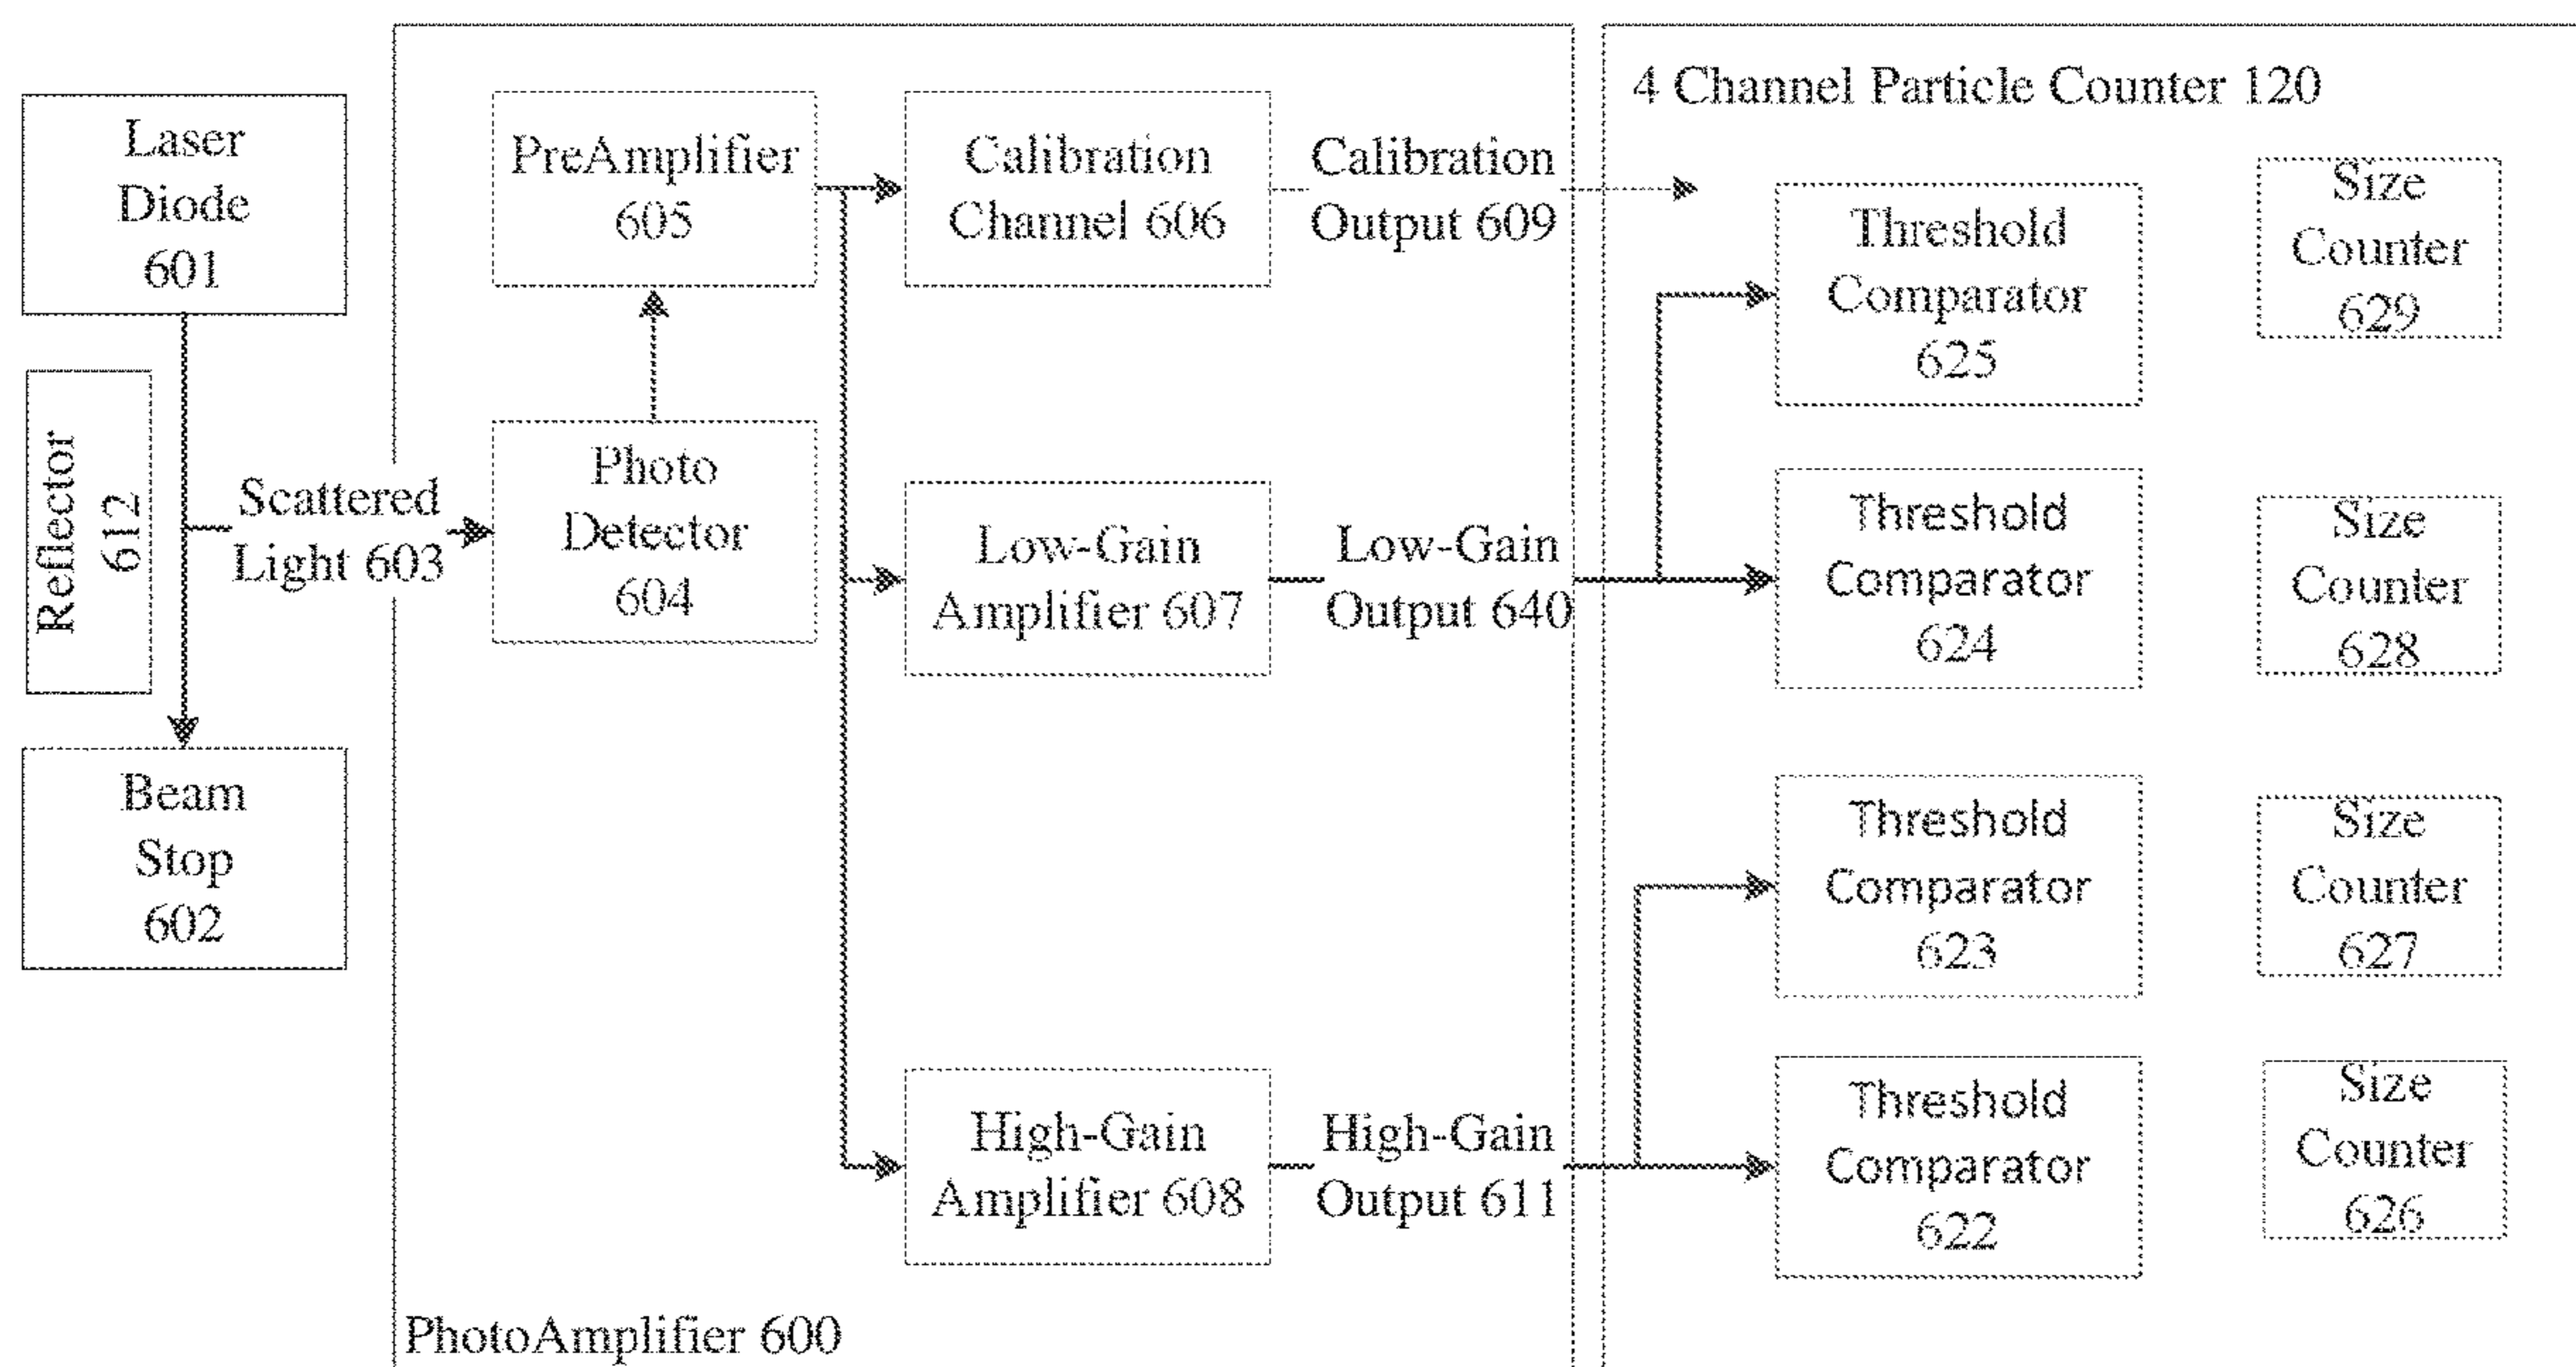 4 Channel Particle Counter 120
Laser
Diode
601
PreAmplifier
605
Calibration
Channel 606
Calibration
Output 609
Threshold
Comparator
625
Size
Counter
629
Reflector
612
Scattered
Light 603
Photo
Detector
604
Low-Gain
Amplifier 607
Low-Gain
Output 640
Threshold
Comparator
624
Size
Counter
628
Beam
Stop
602
Threshold
Comparator
623
Size
Counter
627
High-Gain
Amplifier 608
High-Gain
Output 611
Threshold
Comparator
622
Size
Counter
626
PhotoAmplifier 600